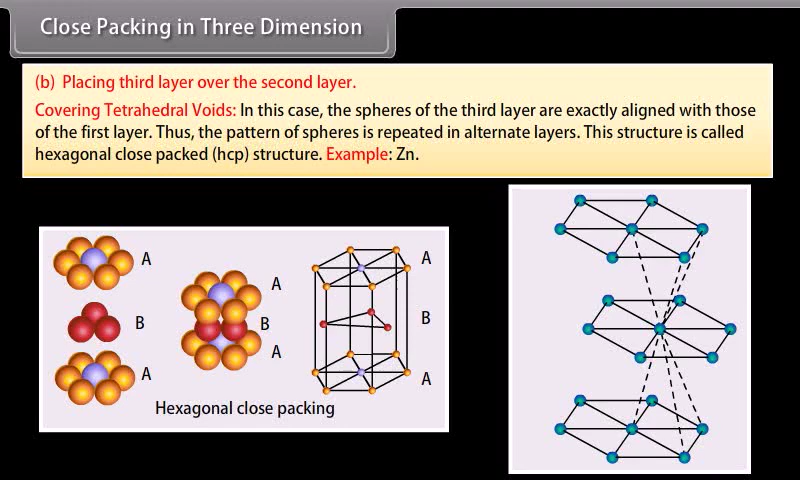 Close Packing in Three Dimension
(b) Placing third layer over the second layer.
Covering Tetrahedral Voids: In this case, the spheres of the third layer are exactly aligned with those
of the first layer. Thus, the pattern of spheres is repeated in alternate layers. This structure is called
hexagonal close packed (hcp) structure. Example: Zn.
A
B
A
A
B
A
A
B
A
Hexagonal close packing